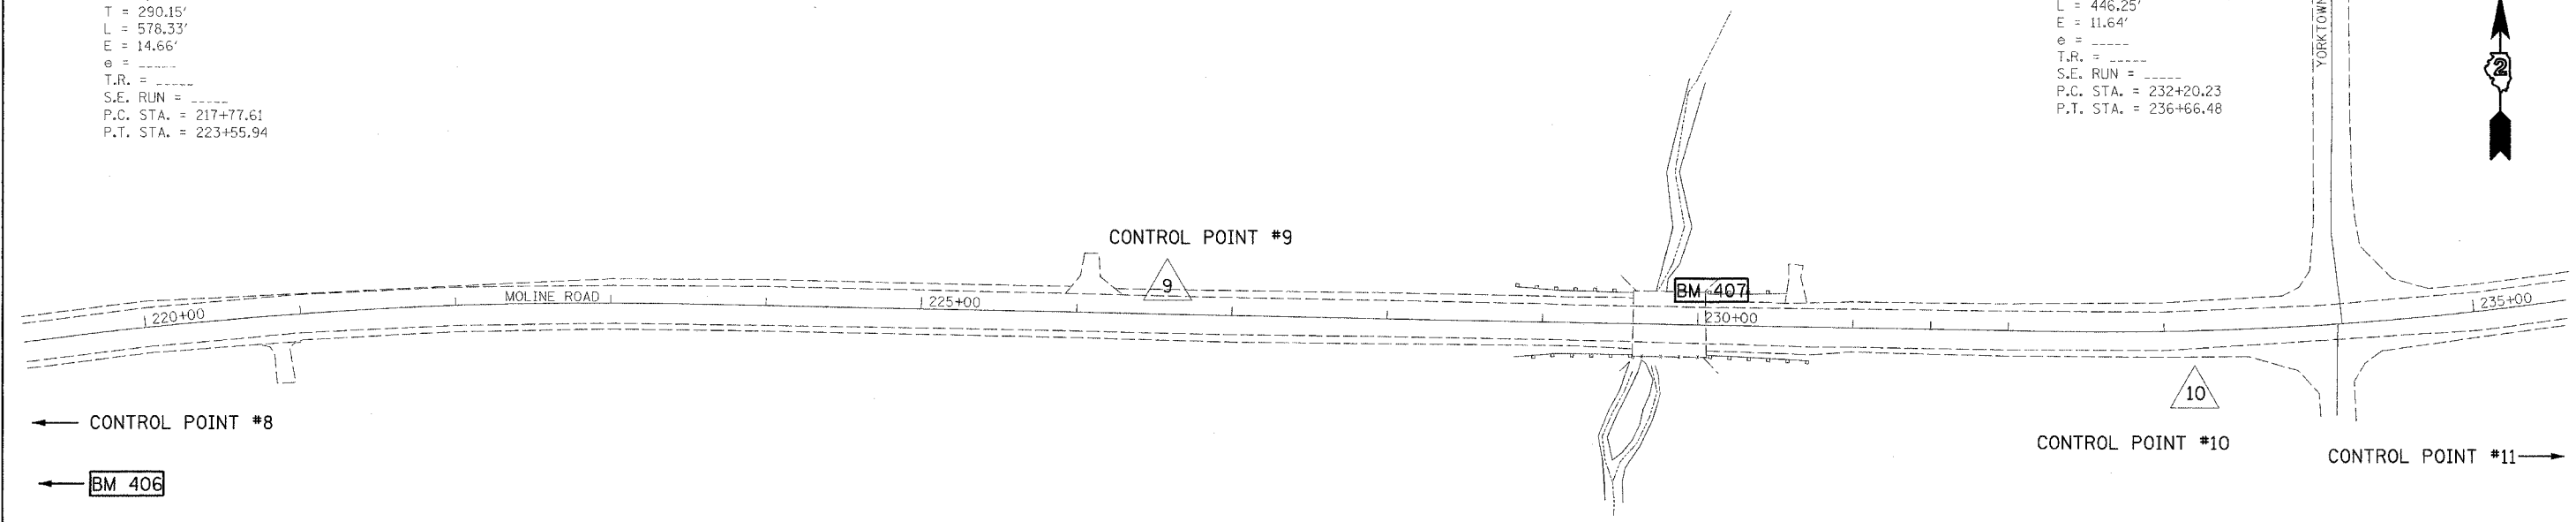 T = 290.15'
L = 578.33'
E = 14.66'
e = _____
T.R. = _____
S.E. RUN = _____
P.C. STA. = 217+77.61
P.T. STA. = 223+55.94
L = 446.25'
E = 11.64'
e = _____
T.R. = _____
S.E. RUN = _____
P.C. STA. = 232+20.23
P.T. STA. = 236+66.48
YORKTOWN
2
CONTROL POINT #9
9
MOLINE ROAD
220+00
225+00
BM 407
230+00
235+00
10
CONTROL POINT #8
CONTROL POINT #10
CONTROL POINT #11
BM 406